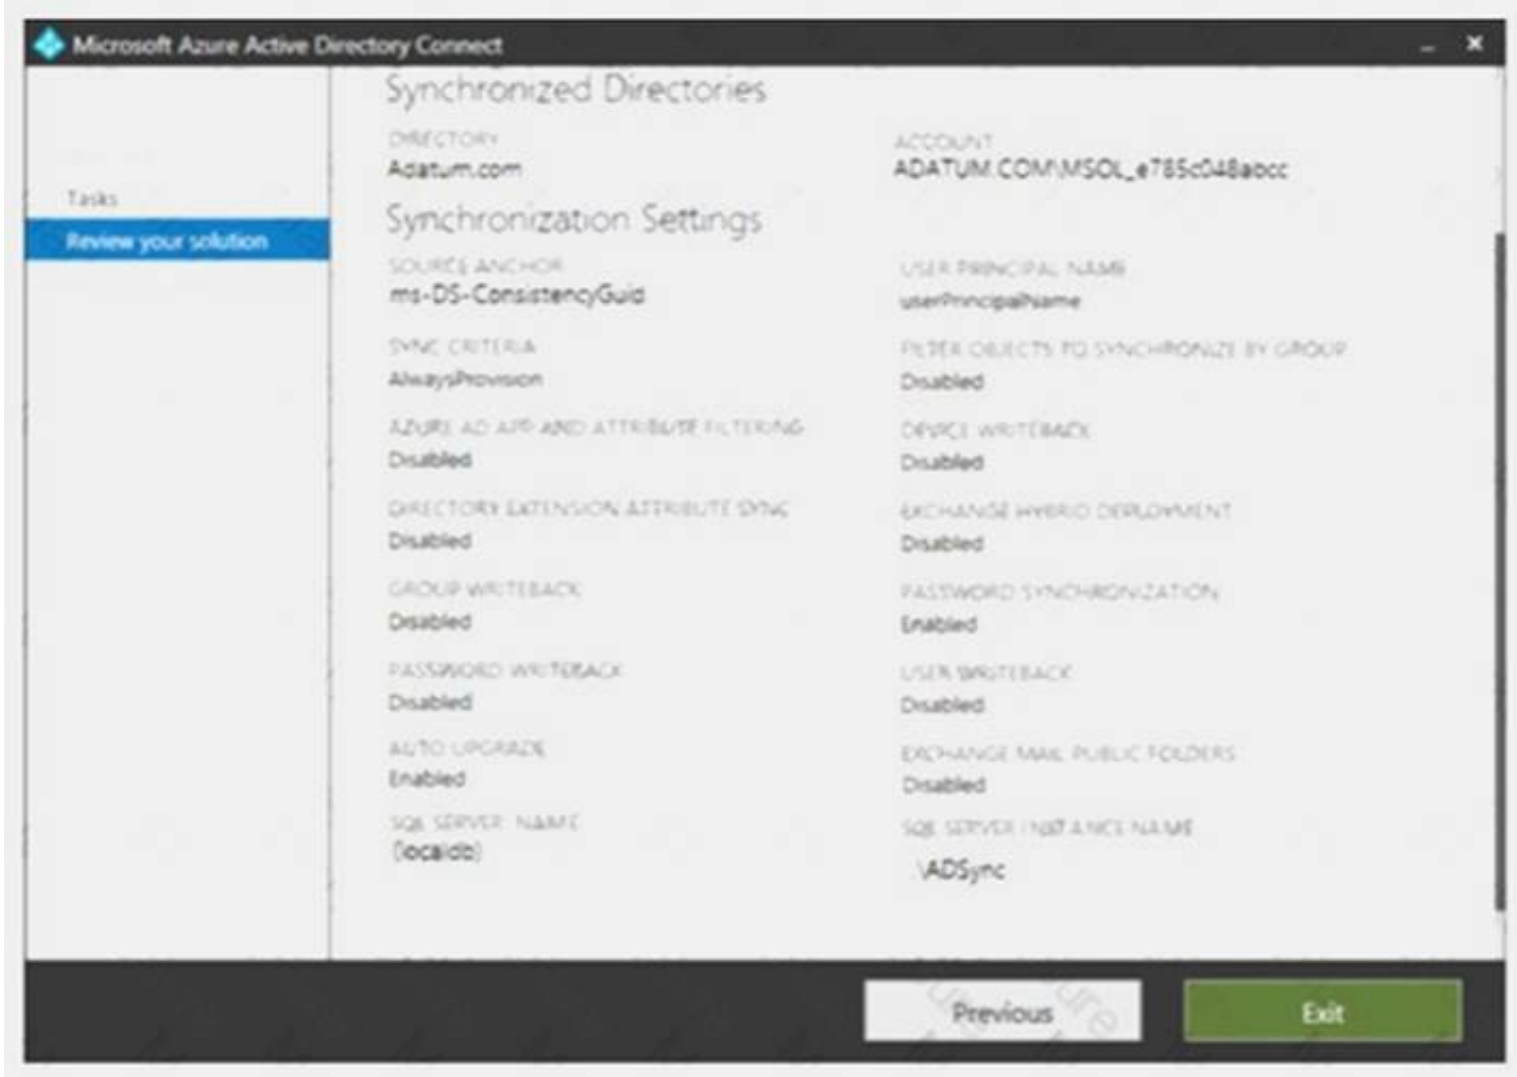 Microsoft Azure Active Directory Connect
Tasks
Review your solution
Synchronized Directories
DIRECTORY
Adatum.com
ACCOUNT
ADATUM.COM\MSOL_e785c048abcc
Synchronization Settings
SOURCE ANCHOR
ms-DS-ConsistencyGuid
USER PRINCIPAL NAME
userPrincipalName
SYNC CRITERIA
AlwaysProvision
FILTER OBJECTS TO SYNCHRONIZE BY GROUP
Disabled
AZURE AD APP AND ATTRIBUTE FILTERING
Disabled
DEVICE WRITEBACK
Disabled
DIRECTORY EXTENSION ATTRIBUTE SYNC
Disabled
EXCHANGE HYBRID DEPLOYMENT
Disabled
GROUP WRITEBACK
Disabled
PASSWORD SYNCHRONIZATION
Enabled
PASSWORD WRITEBACK
Disabled
USER WRITEBACK
Disabled
AUTO UPGRADE
Enabled
EXCHANGE MAIL PUBLIC FOLDERS
Disabled
SQL SERVER NAME
(localdb)
SQL SERVER INSTANCE NAME
.\ADSync
Previous
Exit